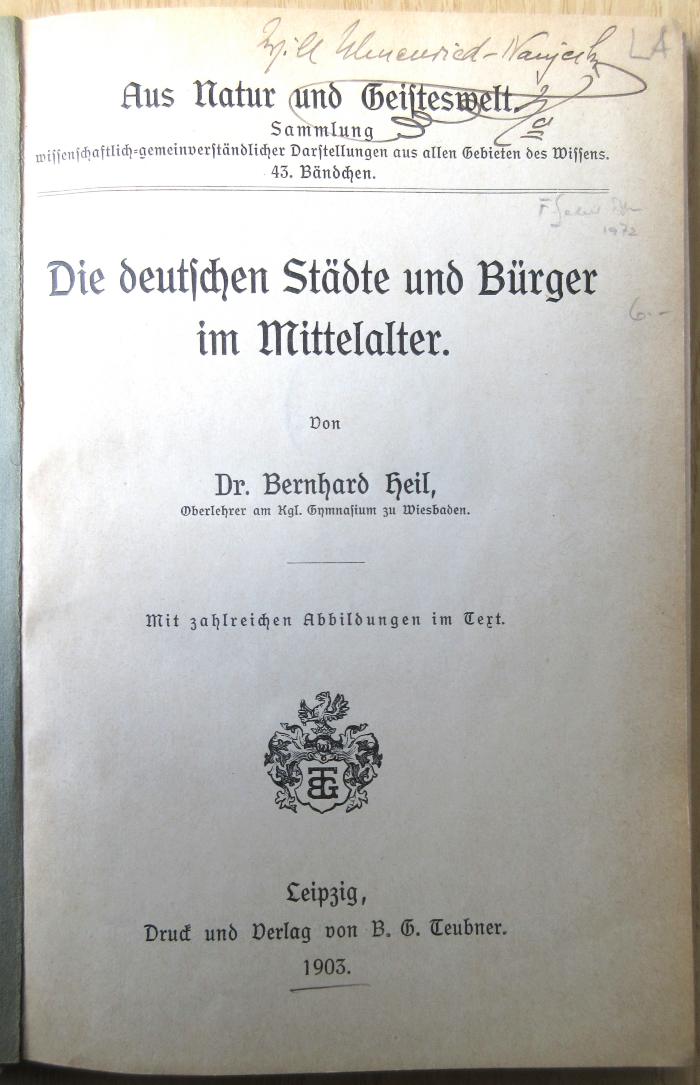 LA
Aus Natur und Geisteswelt.
Sammlung
wissenschaftlich-gemeinverständlicher Darstellungen aus allen Gebieten des Wissens.
43. Bändchen.
1972
Die deutschen Städte und Bürger
im Mittelalter.
6.-
Von
Dr. Bernhard Heil,
Oberlehrer am Kgl. Gymnasium zu Wiesbaden.
Mit zahlreichen Abbildungen im Text.
BTG
Leipzig,
Druck und Verlag von B. G. Teubner.
1903.